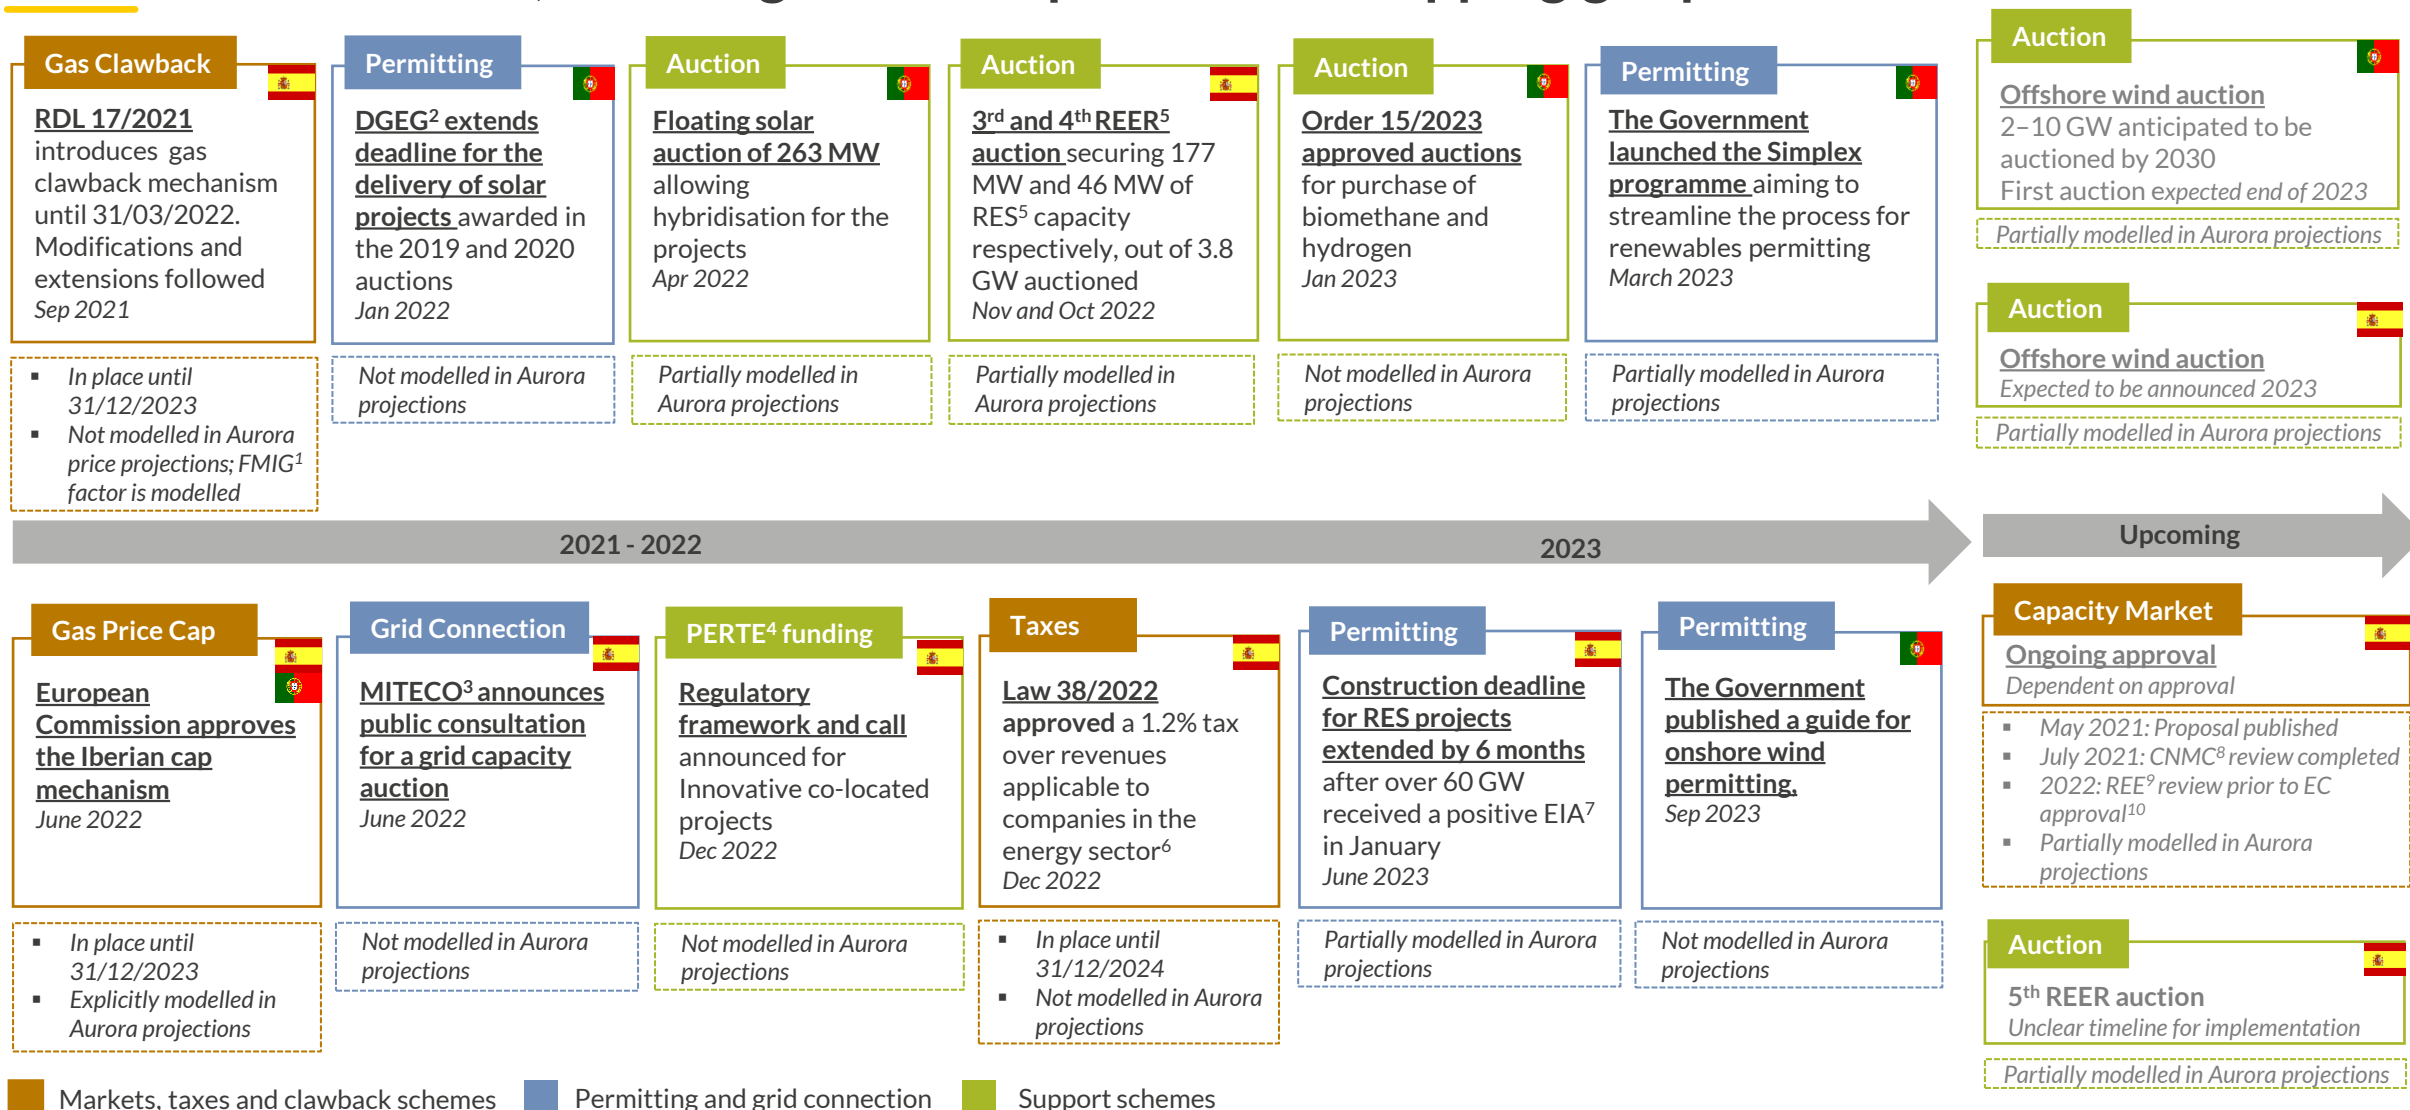 Gas Clawback
RDL 17/2021
introduces gas
clawback mechanism
until 31/03/2022.
Modifications and
extensions followed
Sep 2021
▪ In place until
31/12/2023
▪ Not modelled in Aurora
price projections; FMIG1
factor is modelled
Permitting
DGEG2 extends
deadline for the
delivery of solar
projects awarded in
the 2019 and 2020
auctions
Jan 2022
Not modelled in Aurora
projections
Auction
Floating solar
auction of 263 MW
allowing
hybridisation for the
projects
Apr 2022
Partially modelled in
Aurora projections
Auction
3rd and 4th REER5
auction securing 177
MW and 46 MW of
RES5 capacity
respectively, out of 3.8
GW auctioned
Nov and Oct 2022
Partially modelled in
Aurora projections
Auction
Order 15/2023
approved auctions
for purchase of
biomethane and
hydrogen
Jan 2023
Not modelled in Aurora
projections
Permitting
The Government
launched the Simplex
programme aiming to
streamline the process for
renewables permitting
March 2023
Partially modelled in Aurora
projections
Auction
Offshore wind auction
2–10 GW anticipated to be
auctioned by 2030
First auction expected end of 2023
Partially modelled in Aurora projections
Auction
Offshore wind auction
Expected to be announced 2023
Partially modelled in Aurora projections
2021 - 2022
2023
Upcoming
Gas Price Cap
European
Commission approves
the Iberian cap
mechanism
June 2022
▪ In place until
31/12/2023
▪ Explicitly modelled in
Aurora projections
Grid Connection
MITECO3 announces
public consultation
for a grid capacity
auction
June 2022
Not modelled in Aurora
projections
PERTE4 funding
Regulatory
framework and call
announced for
Innovative co-located
projects
Dec 2022
Not modelled in Aurora
projections
Taxes
Law 38/2022
approved a 1.2% tax
over revenues
applicable to
companies in the
energy sector6
Dec 2022
▪ In place until
31/12/2024
▪ Not modelled in Aurora
projections
Permitting
Construction deadline
for RES projects
extended by 6 months
after over 60 GW
received a positive EIA7
in January
June 2023
Partially modelled in Aurora
projections
Permitting
The Government
published a guide for
onshore wind
permitting,
Sep 2023
Not modelled in Aurora
projections
Capacity Market
Ongoing approval
Dependent on approval
▪ May 2021: Proposal published
▪ July 2021: CNMC8 review completed
▪ 2022: REE9 review prior to EC
approval10
▪ Partially modelled in Aurora
projections
Auction
5th REER auction
Unclear timeline for implementation
Partially modelled in Aurora projections
Markets, taxes and clawback schemes
Permitting and grid connection
Support schemes